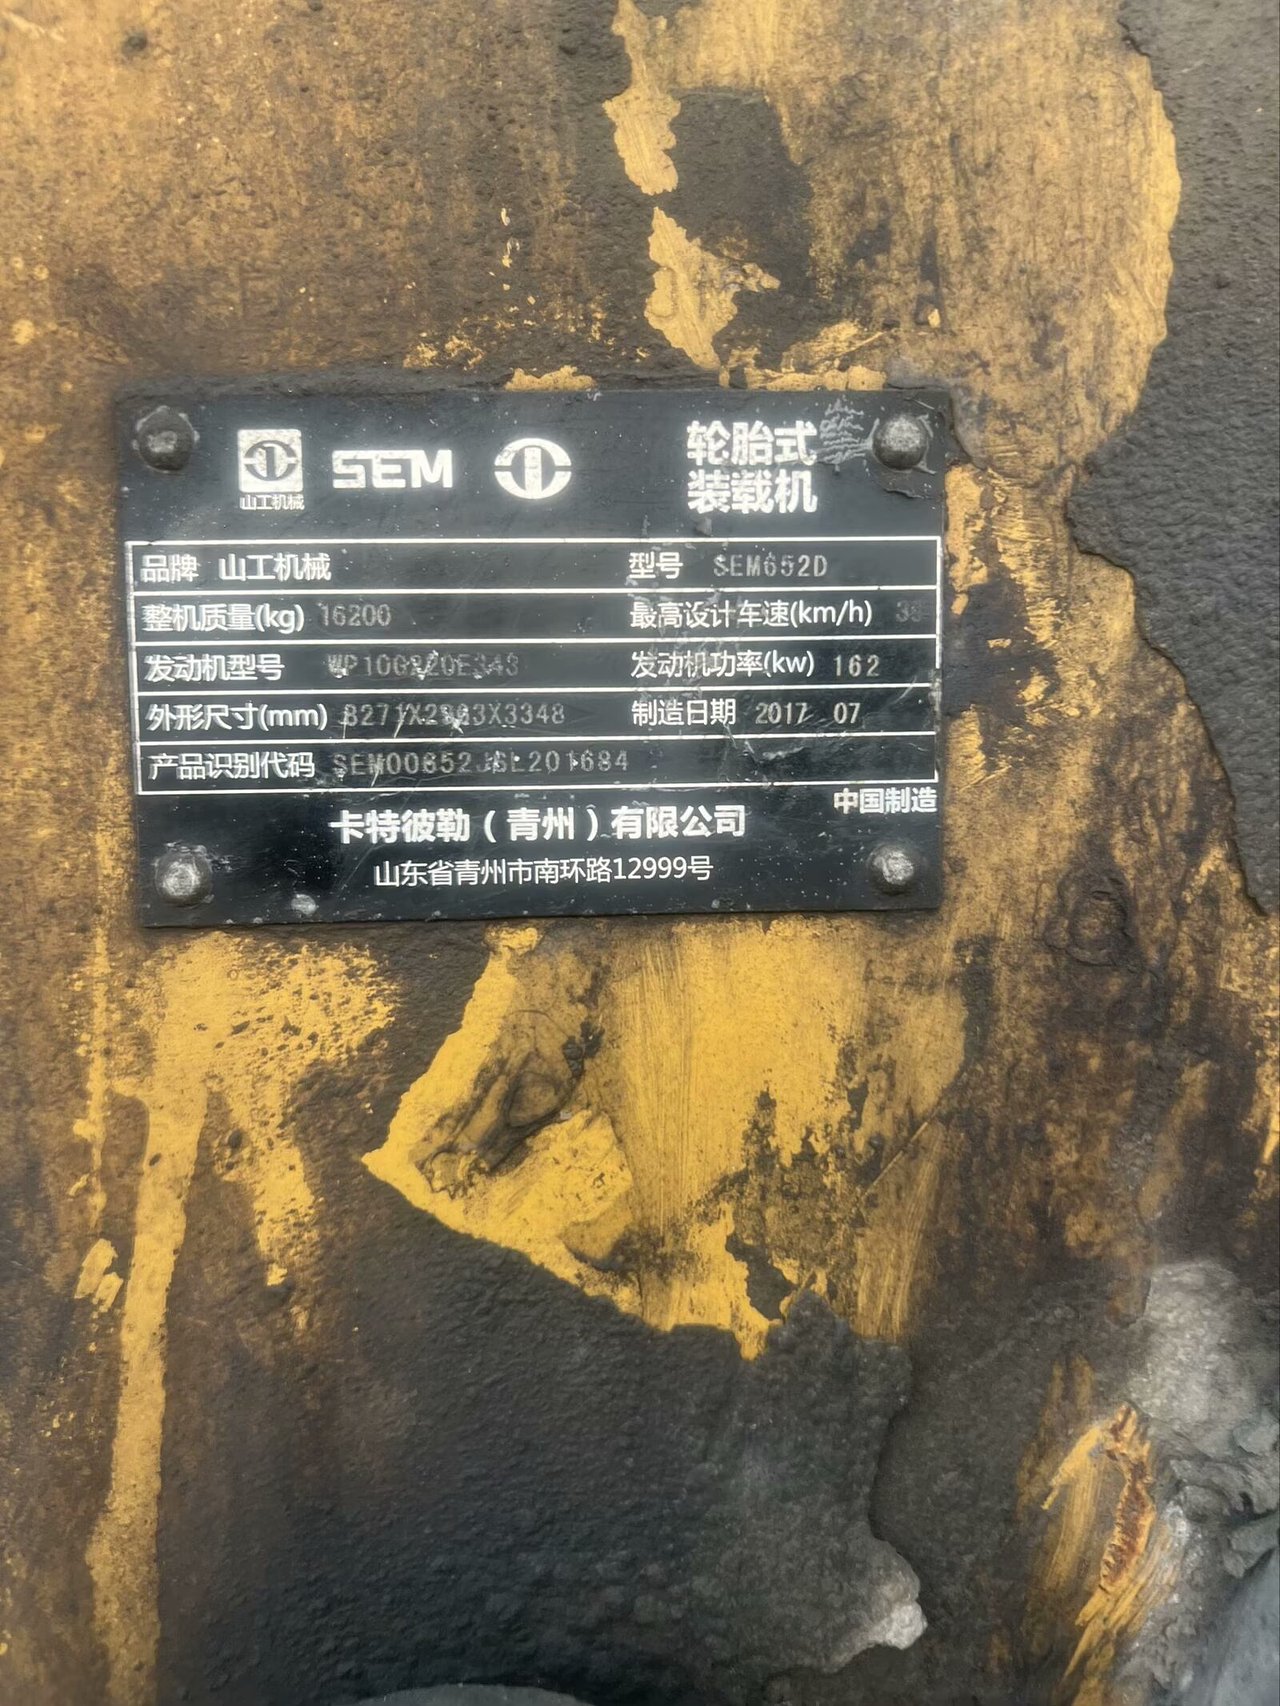 山工机械 SEM 轮胎式
装载机
品牌 山工机械 型号 SEM652D
整机质量(kg) 16200 最高设计车速(km/h)
发动机型号 发动机功率(kw) 162
外形尺寸(mm) 制造日期 2017 07
产品识别代码
中国制造
卡特彼勒（青州）有限公司
山东省青州市南环路12999号